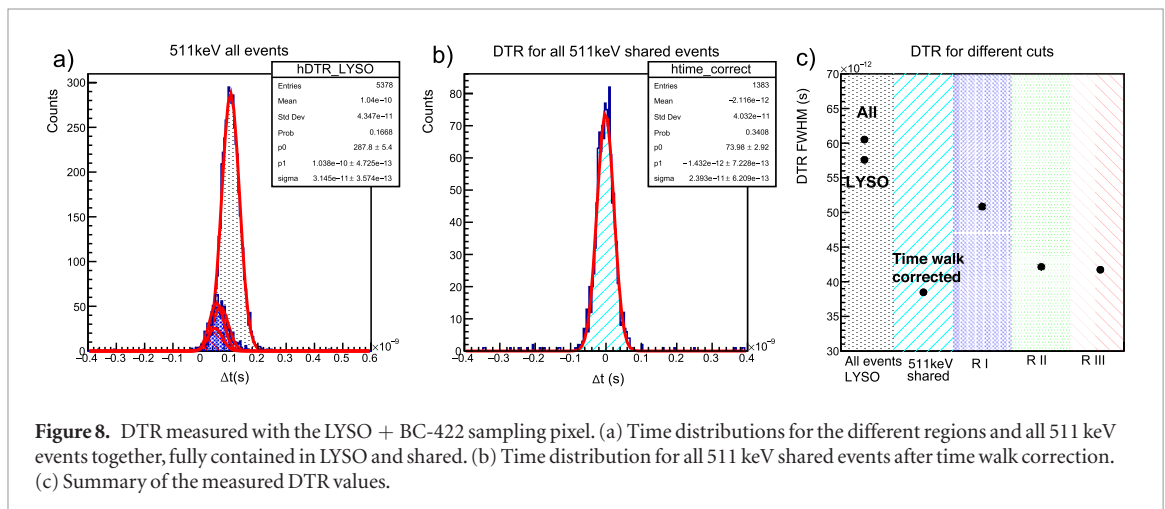 511keV all events
a)
hDTR_LYSO
Entries 5378
Mean 1.04e-10
Std Dev 4.347e-11
Prob 0.1668
p0 287.8 ± 5.4
p1 1.038e-10 ± 4.725e-13
sigma 3.145e-11 ± 3.574e-13
Counts
300
250
200
150
100
50
0
-0.4 -0.3 -0.2 -0.1 0 0.1 0.2 0.3 0.4 0.5 0.6
×10-9
Δt(s)
b)
DTR for all 511keV shared events
htime_correct
Entries 1383
Mean -2.116e-12
Std Dev 4.032e-11
Prob 0.3408
p0 73.98 ± 2.92
p1 -1.432e-12 ± 7.228e-13
sigma 2.393e-11 ± 6.209e-13
Counts
80
70
60
50
40
30
20
10
0
-0.4 -0.3 -0.2 -0.1 0 0.1 0.2 0.3 0.4
×10-9
Δt (s)
c)
DTR for different cuts
×10-12
DTR FWHM (s)
70
65
60
55
50
45
40
35
30
All
LYSO
Time walk
corrected
All events
LYSO
511keV
shared
R I
R II
R III
Figure 8. DTR measured with the LYSO + BC-422 sampling pixel. (a) Time distributions for the different regions and all 511 keV
events together, fully contained in LYSO and shared. (b) Time distribution for all 511 keV shared events after time walk correction.
(c) Summary of the measured DTR values.